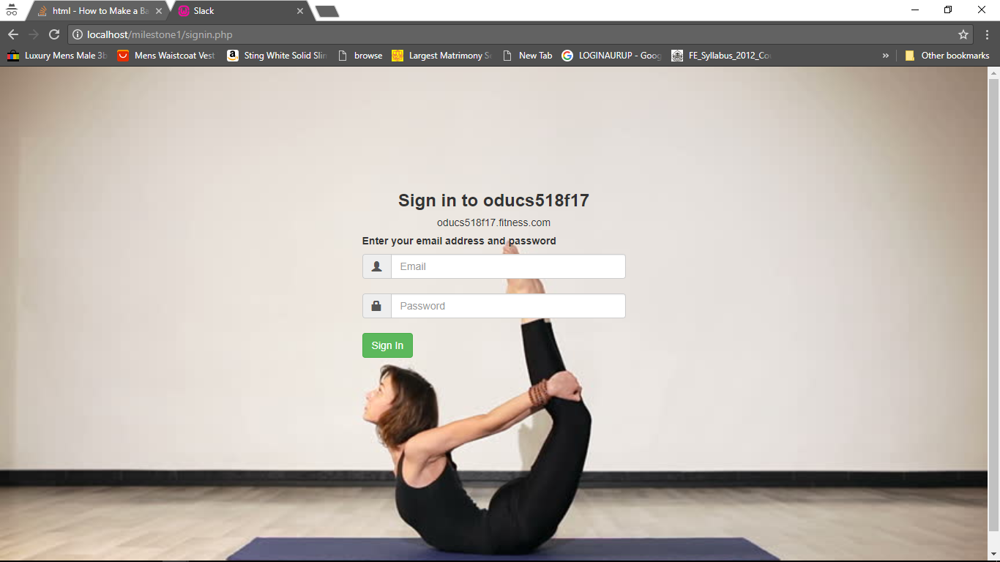 html - How to Make a Ba
Slack
localhost/milestone1/signin.php
Luxury Mens Male 3b
Mens Waistcoat Vest
Sting White Solid Slin
browse
Largest Matrimony S
New Tab
LOGINAURUP - Goog
FE_Syllabus_2012_Co
»
Other bookmarks
Sign in to oducs518f17
oducs518f17.fitness.com
Enter your email address and password
Email
Password
Sign In